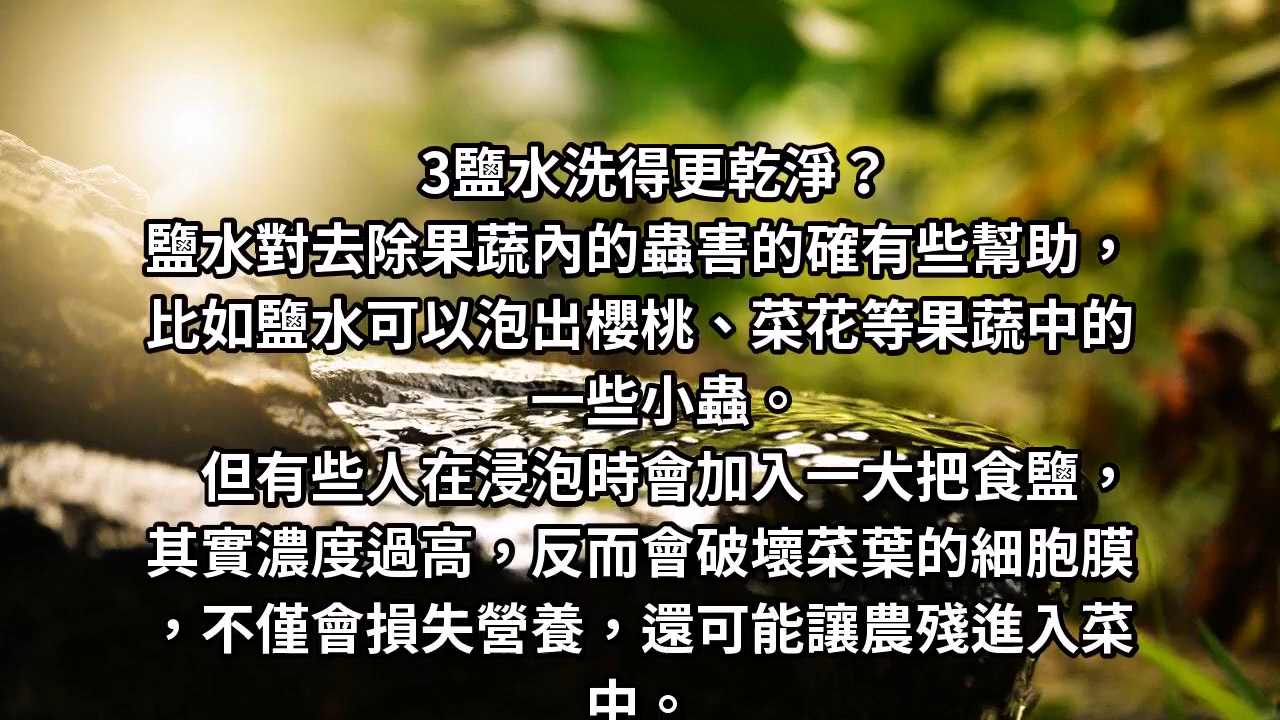 3鹽水洗得更乾淨？
鹽水對去除果蔬內的蟲害的確有些幫助，
比如鹽水可以泡出櫻桃、菜花等果蔬中的
一些小蟲。
但有些人在浸泡時會加入一大把食鹽，
其實濃度過高，反而會破壞菜葉的細胞膜
，不僅會損失營養，還可能讓農殘進入菜
中。